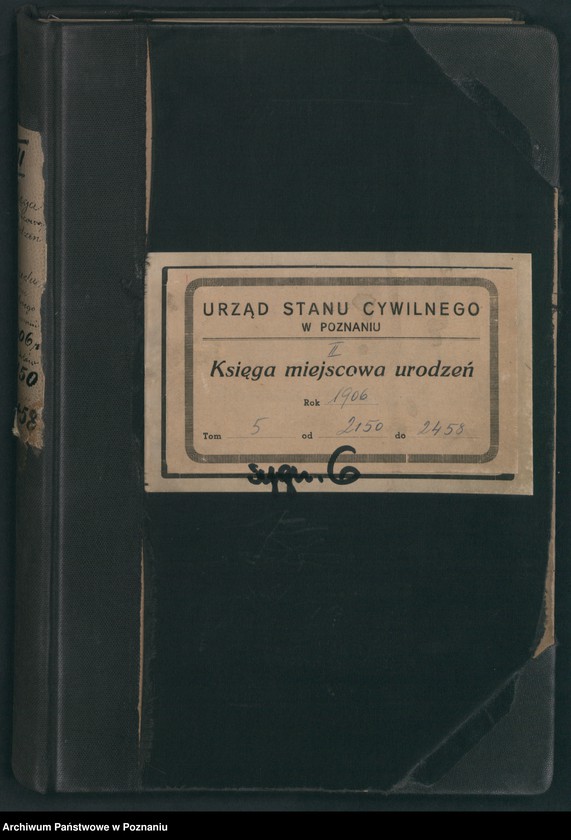 URZĄD STANU CYWILNEGO
W POZNANIU
II
Księga miejscowa urodzeń
Rok 1906
Tom 5 od 2150 do 2458
sygn. 6
Archiwum Państwowe w Poznaniu